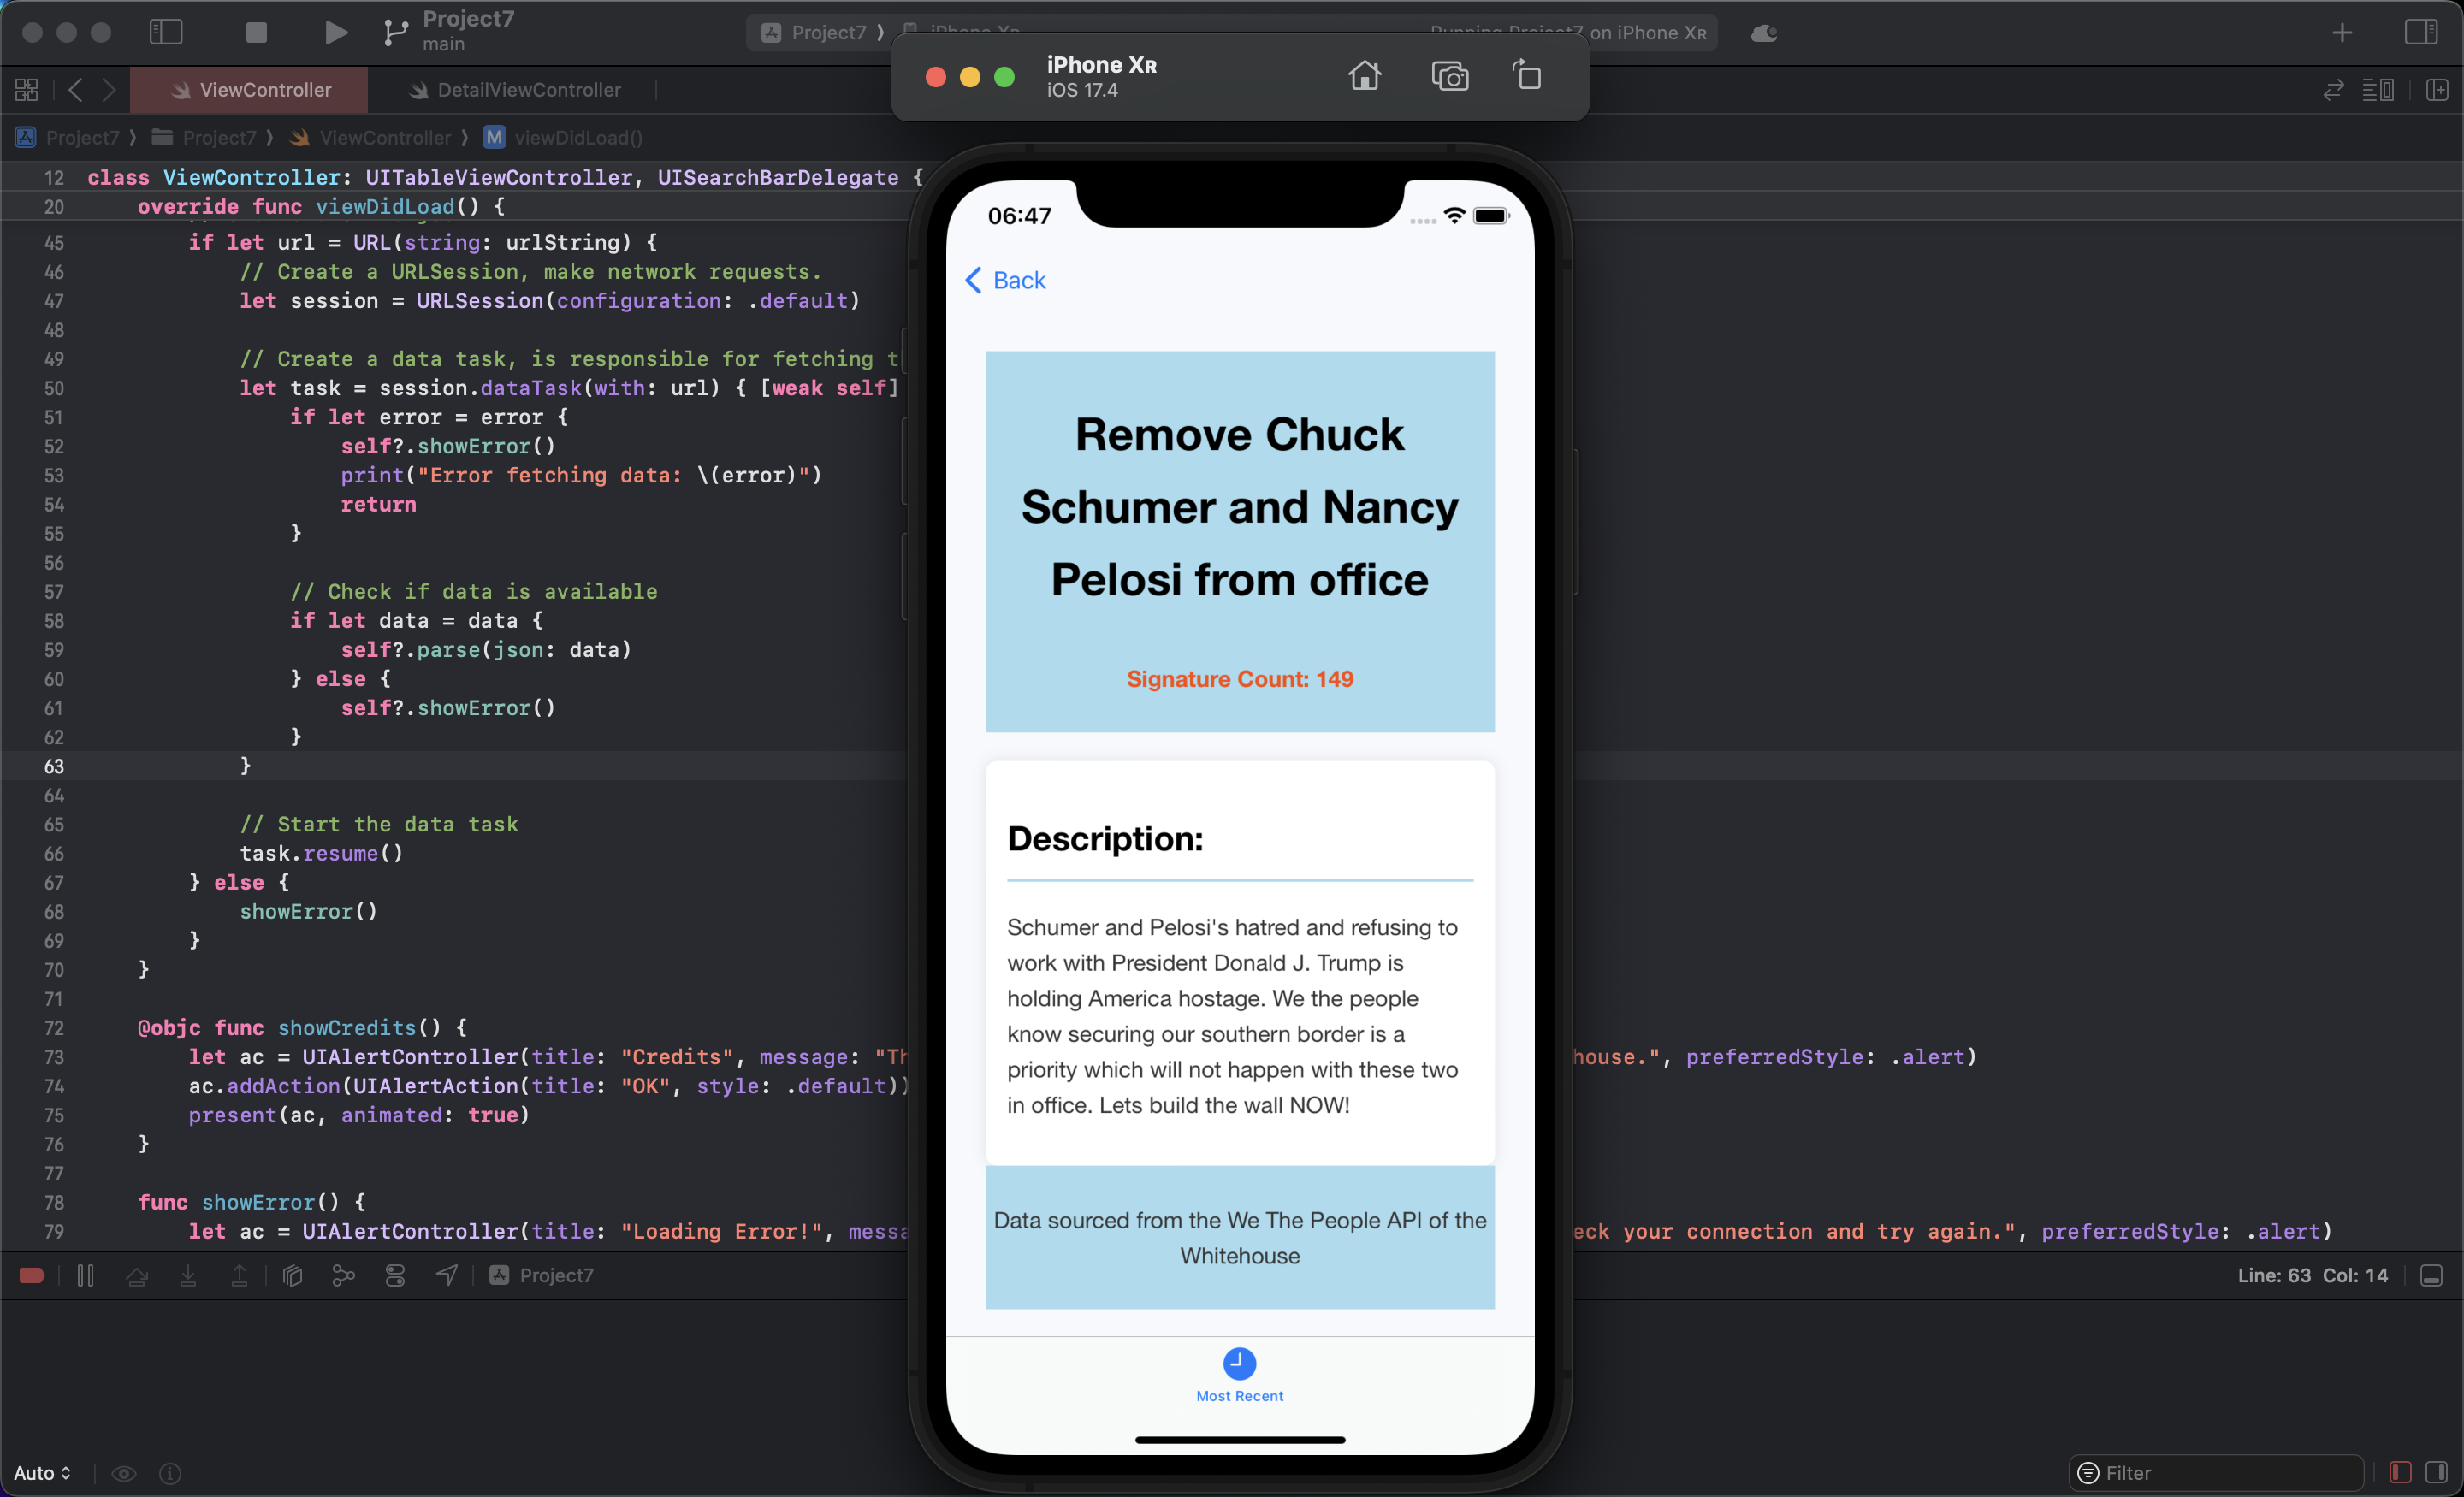 Project7
main
Project7 ⟩
on iPhone XR
iPhone XR
iOS 17.4
ViewController
DetailViewController
Project7 ⟩ Project7 ⟩ ViewController ⟩ M viewDidLoad()
12 class ViewController: UITableViewController, UISearchBarDelegate {
20 override func viewDidLoad() {
45 if let url = URL(string: urlString) {
46 // Create a URLSession, make network requests.
47 let session = URLSession(configuration: .default)
48
49 // Create a data task, is responsible for fetching t
50 let task = session.dataTask(with: url) { [weak self]
51 if let error = error {
52 self?.showError()
53 print("Error fetching data: \(error)")
54 return
55 }
56
57 // Check if data is available
58 if let data = data {
59 self?.parse(json: data)
60 } else {
61 self?.showError()
62 }
63 }
64
65 // Start the data task
66 task.resume()
67 } else {
68 showError()
69 }
70 }
71
72 @objc func showCredits() {
73 let ac = UIAlertController(title: "Credits", message: "Th
house.", preferredStyle: .alert)
74 ac.addAction(UIAlertAction(title: "OK", style: .default))
75 present(ac, animated: true)
76 }
77
78 func showError() {
79 let ac = UIAlertController(title: "Loading Error!", messa
eck your connection and try again.", preferredStyle: .alert)
06:47
Back
Remove Chuck
Schumer and Nancy
Pelosi from office
Signature Count: 149
Description:
Schumer and Pelosi's hatred and refusing to
work with President Donald J. Trump is
holding America hostage. We the people
know securing our southern border is a
priority which will not happen with these two
in office. Lets build the wall NOW!
Data sourced from the We The People API of the
Whitehouse
Most Recent
Project7
Line: 63 Col: 14
Auto
Filter